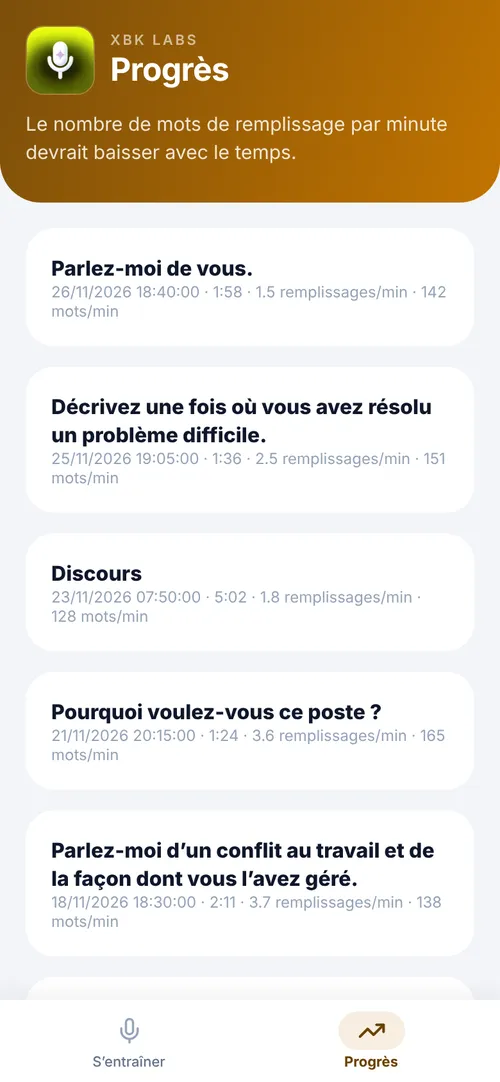 XBK LABS
Progrès
Le nombre de mots de remplissage par minute
devrait baisser avec le temps.
Parlez-moi de vous.
26/11/2026 18:40:00 · 1:58 · 1.5 remplissages/min · 142
mots/min
Décrivez une fois où vous avez résolu
un problème difficile.
25/11/2026 19:05:00 · 1:36 · 2.5 remplissages/min · 151
mots/min
Discours
23/11/2026 07:50:00 · 5:02 · 1.8 remplissages/min ·
128 mots/min
Pourquoi voulez-vous ce poste ?
21/11/2026 20:15:00 · 1:24 · 3.6 remplissages/min · 165
mots/min
Parlez-moi d’un conflit au travail et de
la façon dont vous l’avez géré.
18/11/2026 18:30:00 · 2:11 · 3.7 remplissages/min · 138
mots/min
S’entraîner
Progrès